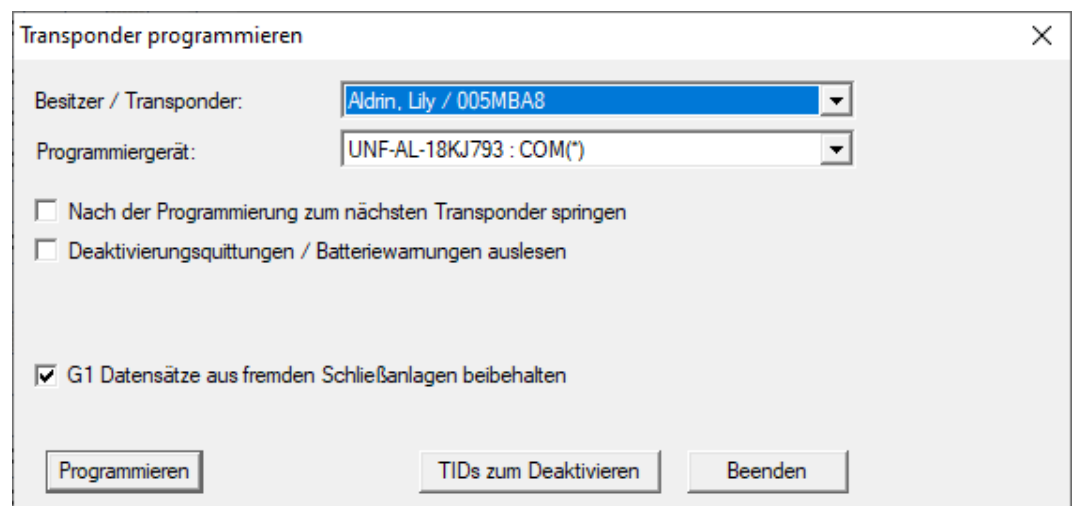 Transponder programmieren
Besitzer / Transponder: Aldrin, Lily / 005MBA8
Programmiergerät: UNF-AL-18KJ793 : COM(*)
Nach der Programmierung zum nächsten Transponder springen
Deaktivierungsquittungen / Batteriewarnungen auslesen
G1 Datensätze aus fremden Schließanlagen beibehalten
Programmieren TIDs zum Deaktivieren Beenden